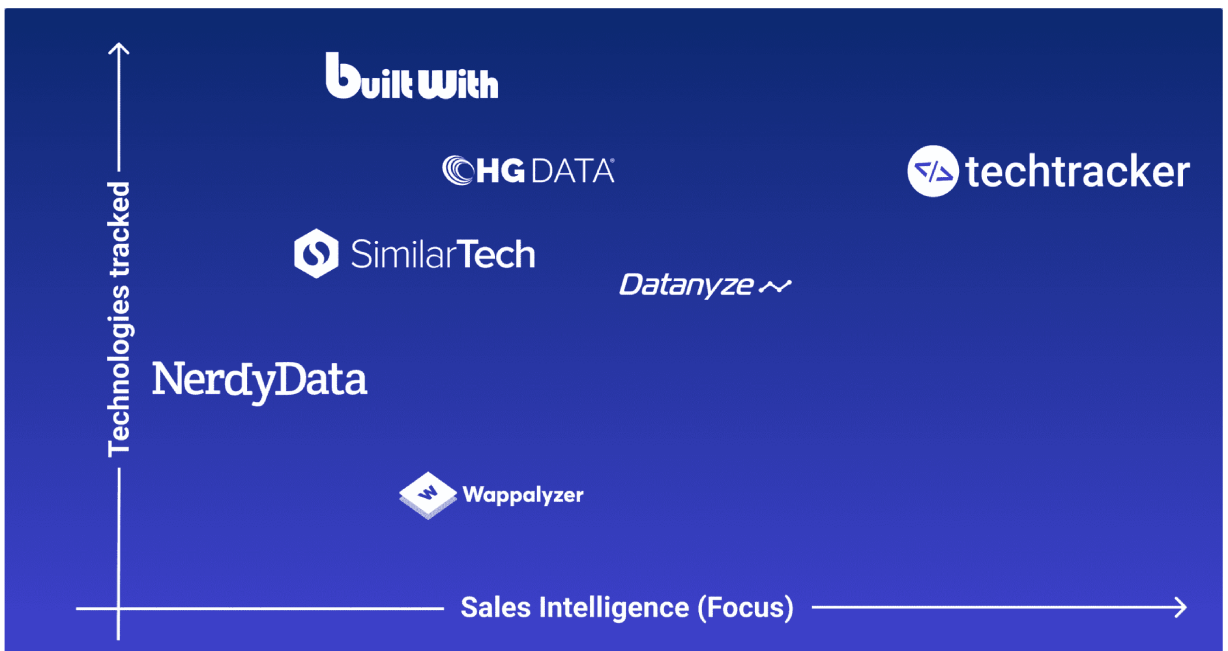 builtwith
HG DATA®
</> techtracker
SimilarTech
Datanyze
Technologies tracked
NerdyData
W Wappalyzer
Sales Intelligence (Focus)